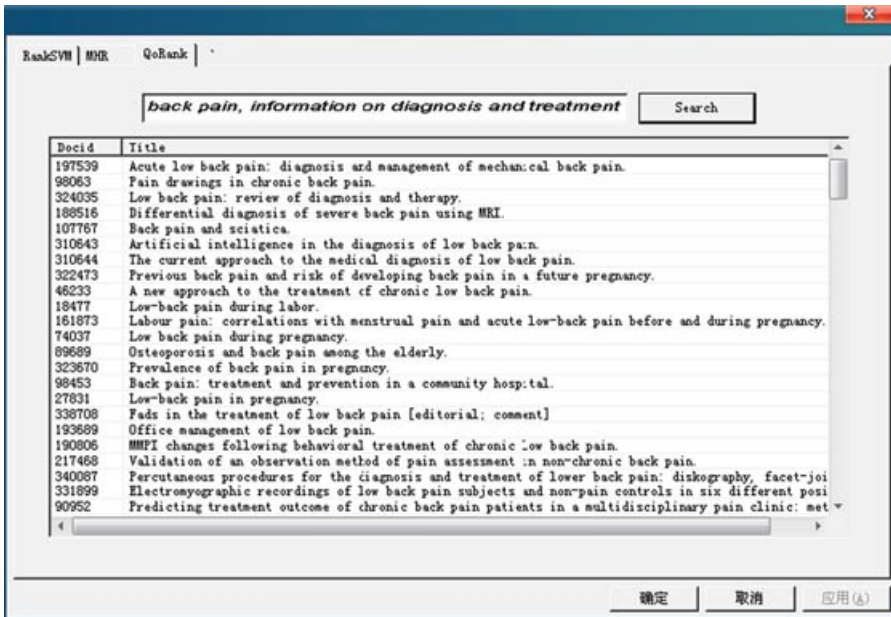 RankSVM MHR QoRank
back pain, information on diagnosis and treatment Search
Docid Title
197539 Acute low back pain: diagnosis and management of mechanical back pain.
98063 Pain drawings in chronic back pain.
324035 Low back pain: review of diagnosis and therapy.
188516 Differential diagnosis of severe back pain using MRI.
107767 Back pain and sciatica.
310643 Artificial intelligence in the diagnosis of low back pain.
310644 The current approach to the medical diagnosis of low back pain.
322473 Previous back pain and risk of developing back pain in a future pregnancy.
46233 A new approach to the treatment of chronic low back pain.
18477 Low-back pain during labor.
161873 Labour pain: correlations with menstrual pain and acute low-back pain before and during pregnancy.
74037 Low back pain during pregnancy.
89689 Osteoporosis and back pain among the elderly.
323670 Prevalence of back pain in pregnancy.
98453 Back pain: treatment and prevention in a community hospital.
27831 Low-back pain in pregnancy.
338708 Fads in the treatment of low back pain [editorial; comment]
193689 Office management of low back pain.
190806 MMPI changes following behavioral treatment of chronic low back pain.
217468 Validation of an observation method of pain assessment in non-chronic back pain.
340087 Percutaneous procedures for the diagnosis and treatment of lower back pain: diskography, facet-joi
331899 Electromyographic recordings of low back pain subjects and non-pain controls in six different posi
90952 Predicting treatment outcome of chronic back pain patients in a multidisciplinary pain clinic: met
确定 取消 应用(A)